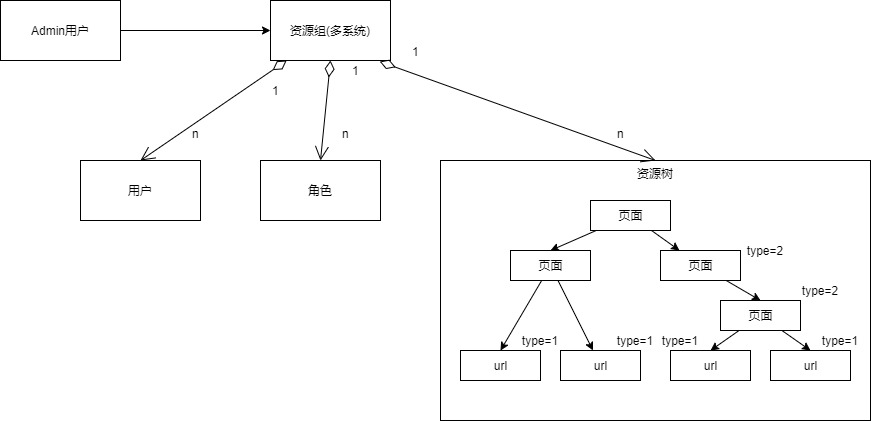 Admin用户
资源组(多系统)
1
1
1
n
n
n
用户
角色
资源树
页面
页面
页面
type=2
type=2
页面
type=1
type=1
type=1
type=1
url
url
url
url